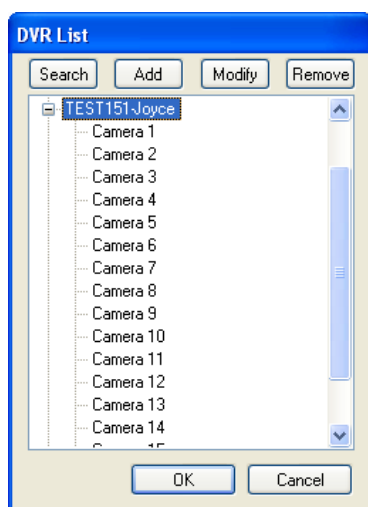 DVR List
Search Add Modify Remove
TEST151-Joyce
Camera 1
Camera 2
Camera 3
Camera 4
Camera 5
Camera 6
Camera 7
Camera 8
Camera 9
Camera 10
Camera 11
Camera 12
Camera 13
Camera 14
OK Cancel